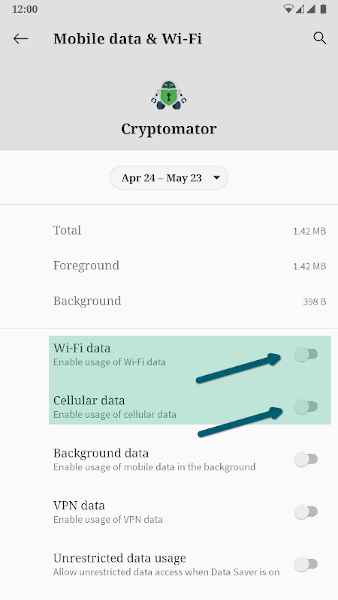 12:00
Mobile data & Wi-Fi
Cryptomator
Apr 24 – May 23
Total 1.42 MB
Foreground 1.42 MB
Background 398 B
Wi-Fi data
Enable usage of Wi-Fi data
Cellular data
Enable usage of cellular data
Background data
Enable usage of mobile data in the background
VPN data
Enable usage of VPN data
Unrestricted data usage
Allow unrestricted data access when Data Saver is on